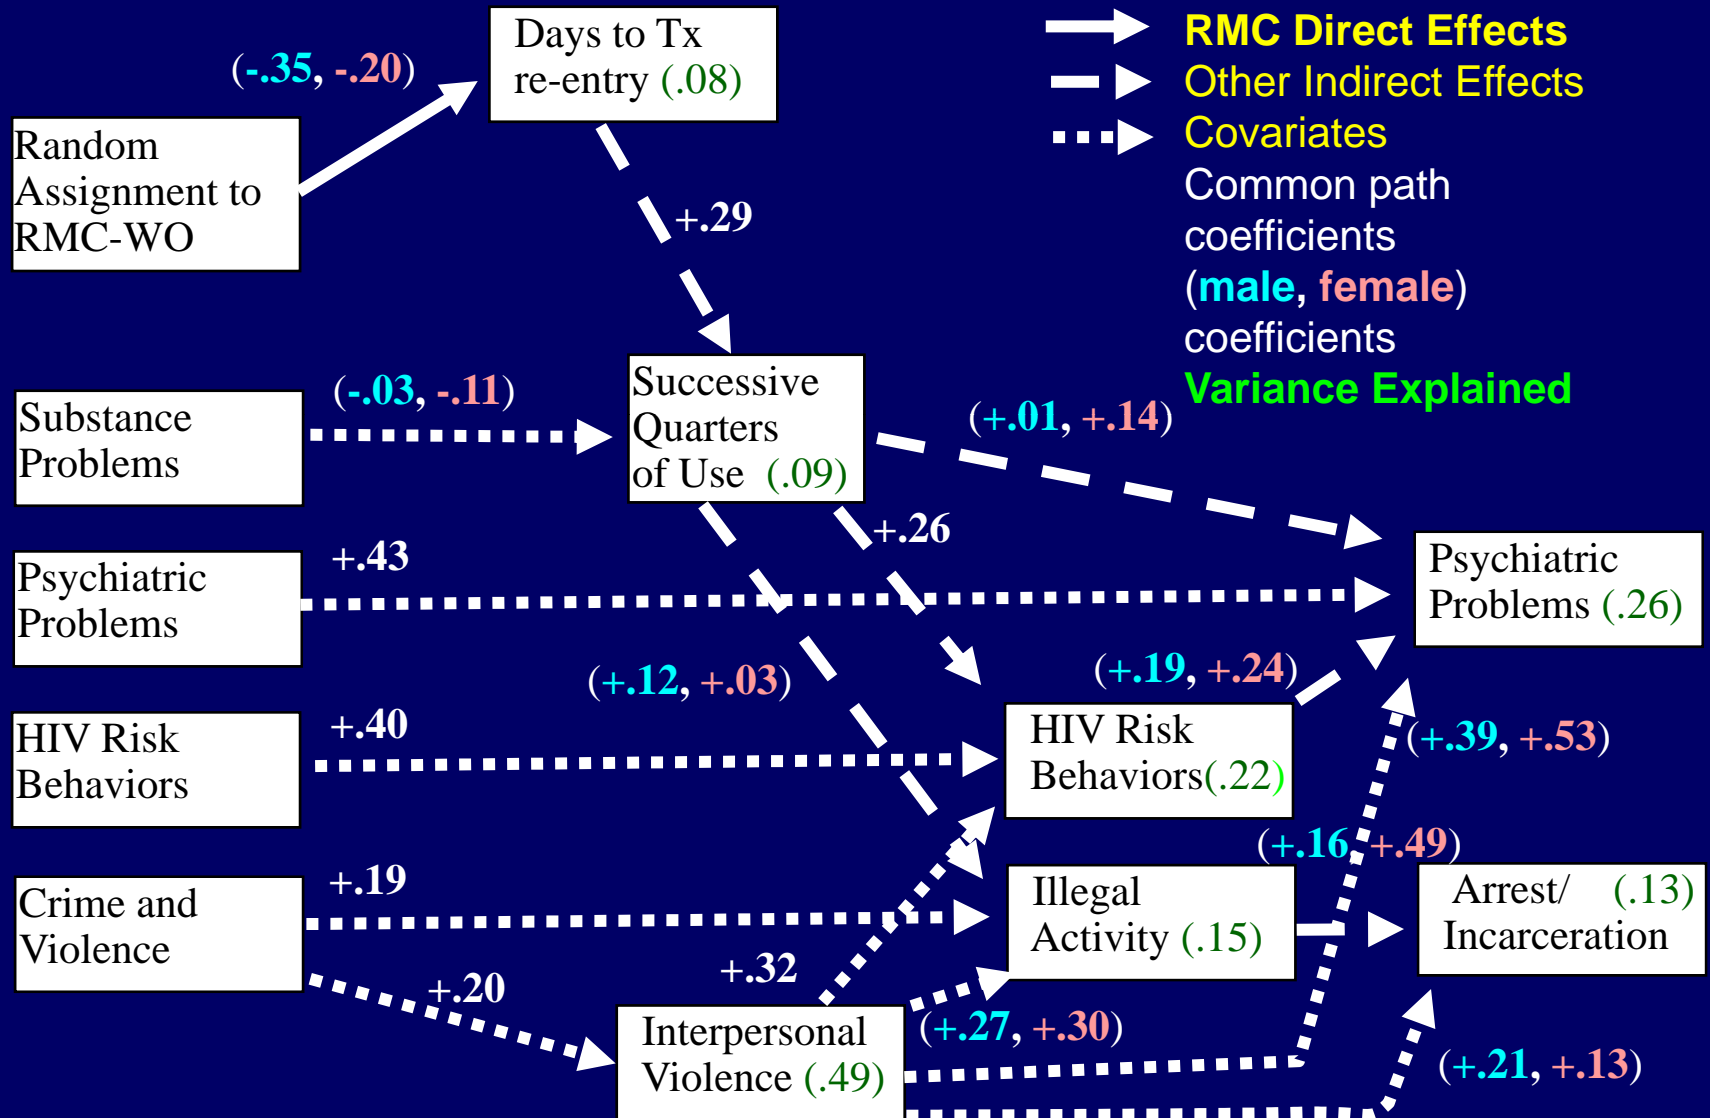 Days to Tx
re-entry (.08)
(-.35, -.20)
Random
Assignment to
RMC-WO
RMC Direct Effects
Other Indirect Effects
Covariates
Common path
coefficients
(male, female)
coefficients
Variance Explained
+.29
Substance
Problems
(-.03, -.11)
Successive
Quarters
of Use (.09)
(+.01, +.14)
+.26
Psychiatric
Problems
+.43
Psychiatric
Problems (.26)
(+.12, +.03)
(+.19, +.24)
HIV Risk
Behaviors
+.40
HIV Risk
Behaviors(.22)
(+.39, +.53)
(+.16, +.49)
Crime and
Violence
+.19
Illegal
Activity (.15)
Arrest/ (.13)
Incarceration
+.20
+.32
Interpersonal
Violence (.49)
(+.27, +.30)
(+.21, +.13)